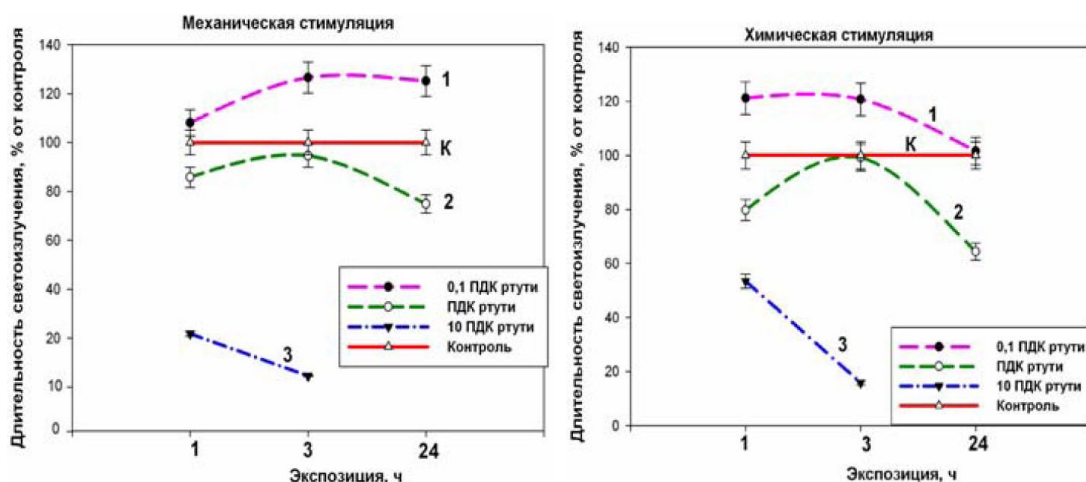 Механическая стимуляция
Длительность светоизлучения, % от контроля
140
120
100
80
60
40
20
10
0
1
К
2
3
0,1 ПДК ртути
ПДК ртути
10 ПДК ртути
Контроль
1
3
24
Экспозиция, ч
Химическая стимуляция
Длительность светоизлучения, % от контроля
140
120
100
80
60
40
20
0
1
К
2
3
0,1 ПДК ртути
ПДК ртути
10 ПДК ртути
Контроль
1
3
24
Экспозиция, ч